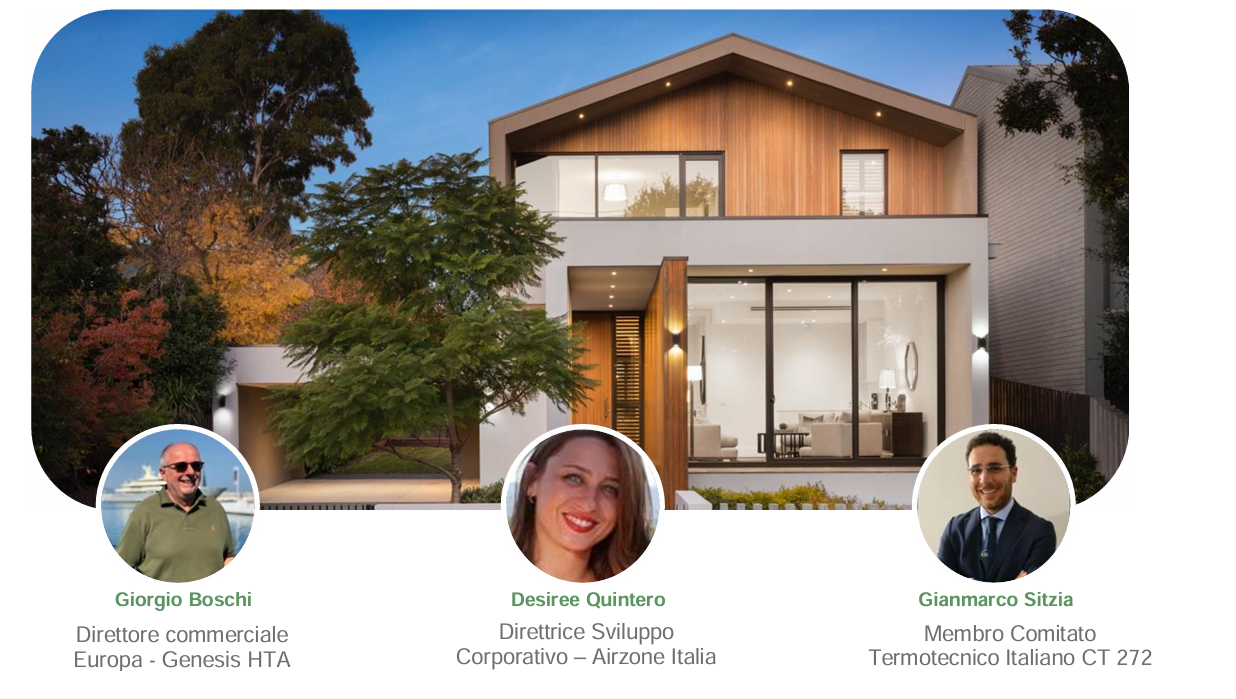 Giorgio Boschi
Direttore commerciale
Europa - Genesis HTA
Desiree Quintero
Direttrice Sviluppo
Corporativo – Airzone Italia
Gianmarco Sitzia
Membro Comitato
Termotecnico Italiano CT 272